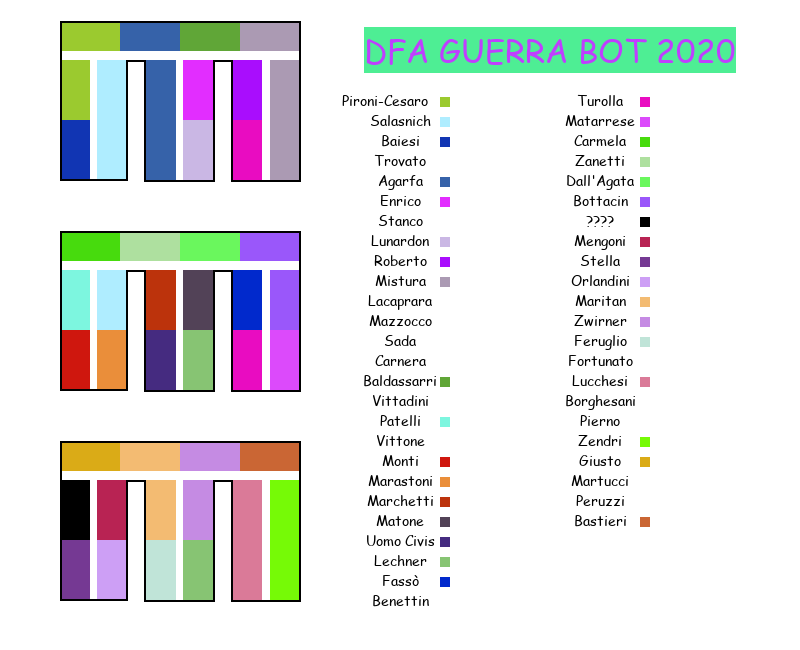 DFA GUERRA BOT 2020
Pironi-Cesaro
Salasnich
Baiesi
Trovato
Agarfa
Enrico
Stanco
Lunardon
Roberto
Mistura
Lacaprara
Mazzocco
Sada
Carnera
Baldassarri
Vittadini
Patelli
Vittone
Monti
Marastoni
Marchetti
Matone
Uomo Civis
Lechner
Fassò
Benettin
Turolla
Matarrese
Carmela
Zanetti
Dall'Agata
Bottacin
????
Mengoni
Stella
Orlandini
Maritan
Zwirner
Feruglio
Fortunato
Lucchesi
Borghesani
Pierno
Zendri
Giusto
Martucci
Peruzzi
Bastieri